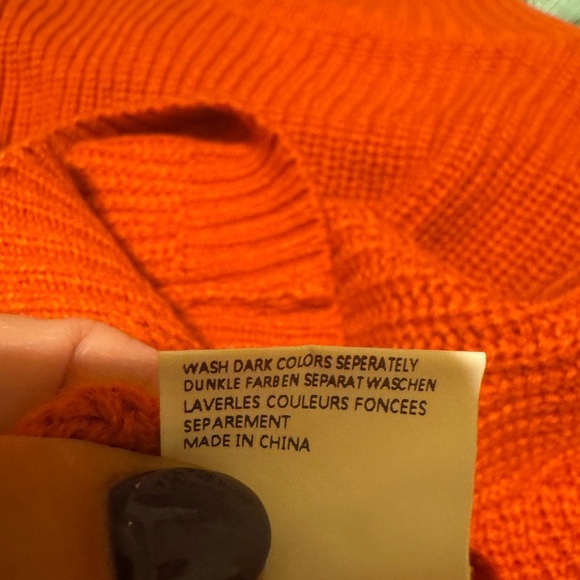 WASH DARK COLORS SEPERATELY
DUNKLE FARBEN SEPARAT WASCHEN
LAVERLES COULEURS FONCEES
SEPAREMENT
MADE IN CHINA